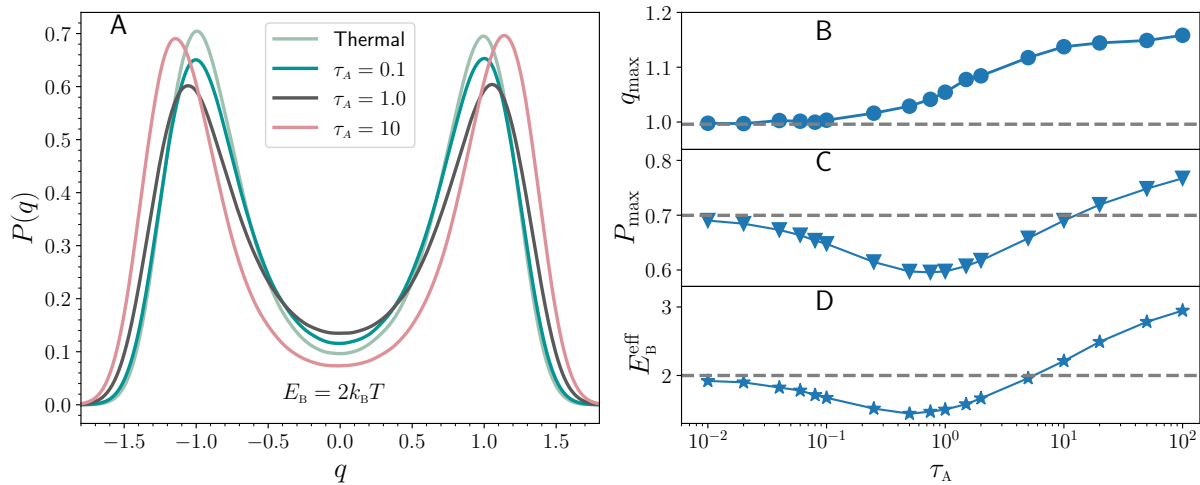 A
Thermal
τ_A = 0.1
τ_A = 1.0
τ_A = 10
E_B = 2k_BT
P(q)
0.7
0.6
0.5
0.4
0.3
0.2
0.1
0.0
−1.5 −1.0 −0.5 0.0 0.5 1.0 1.5
q
B
q_max
1.2
1.1
1.0
C
P_max
0.8
0.7
0.6
D
E_B^eff
3
2
10^−2 10^−1 10^0 10^1 10^2
τ_A